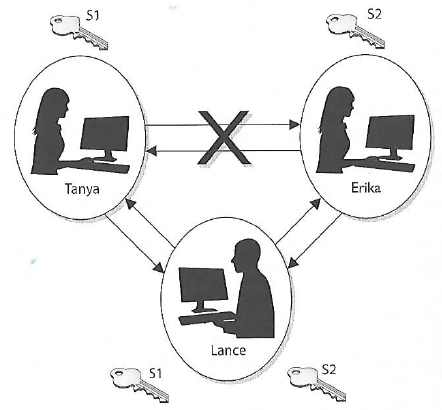 S1
S2
X
Tanya
Erika
Lance
S1
S2